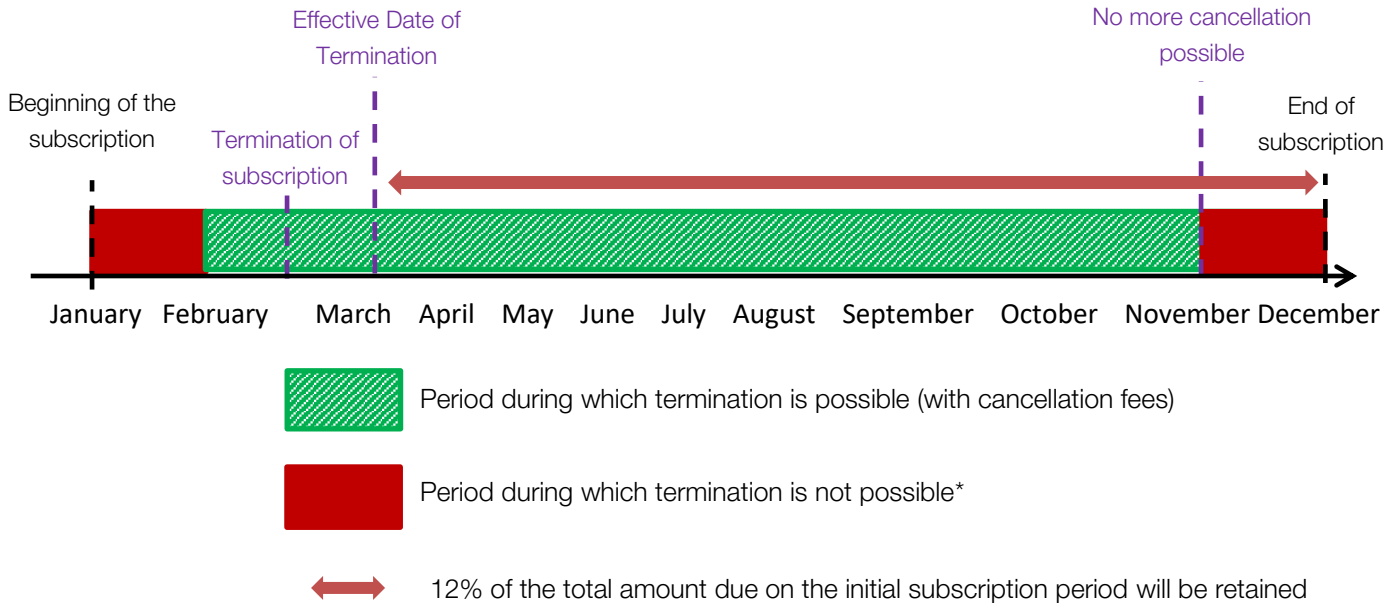 Effective Date of
Termination
No more cancellation
possible
Beginning of the
subscription
Termination of
subscription
End of
subscription
January February March April May June July August September October November December
Period during which termination is possible (with cancellation fees)
Period during which termination is not possible*
12% of the total amount due on the initial subscription period will be retained